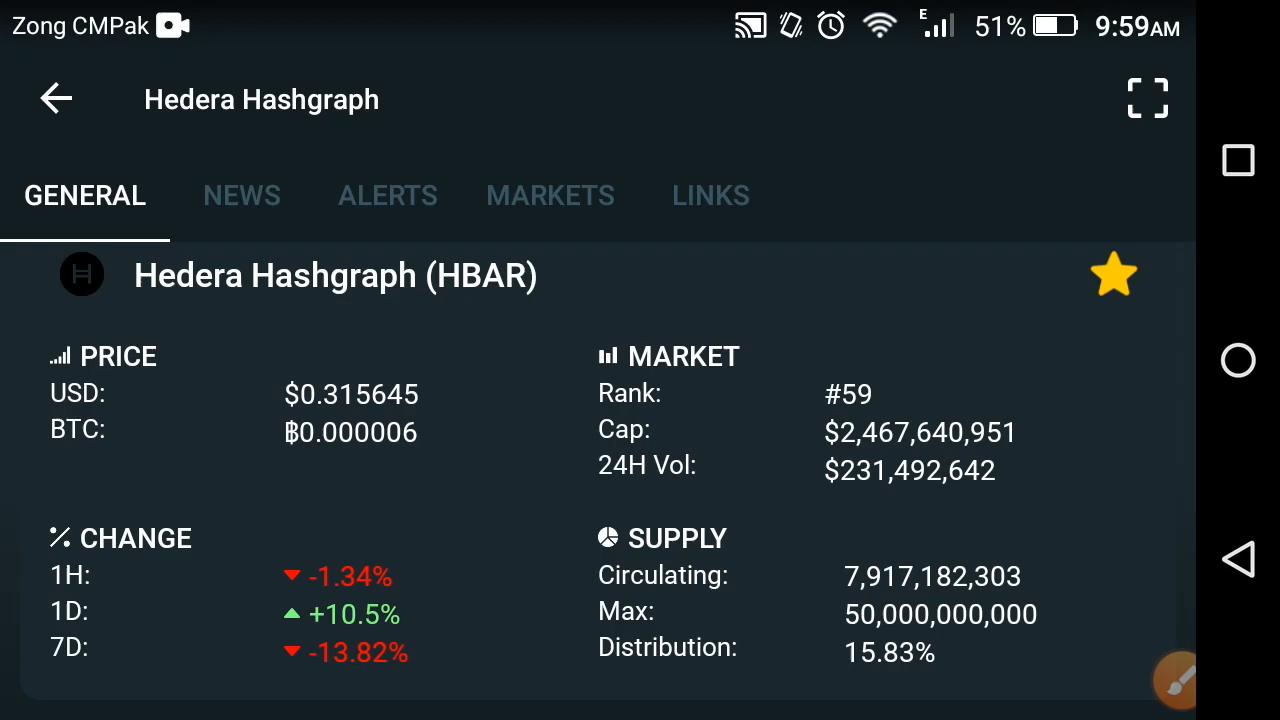 Zong CMPak
E 51% 9:59AM
Hedera Hashgraph
GENERAL NEWS ALERTS MARKETS LINKS
Hedera Hashgraph (HBAR)
PRICE
USD: $0.315645
BTC: ฿0.000006
MARKET
Rank: #59
Cap: $2,467,640,951
24H Vol: $231,492,642
CHANGE
1H: -1.34%
1D: +10.5%
7D: -13.82%
SUPPLY
Circulating: 7,917,182,303
Max: 50,000,000,000
Distribution: 15.83%